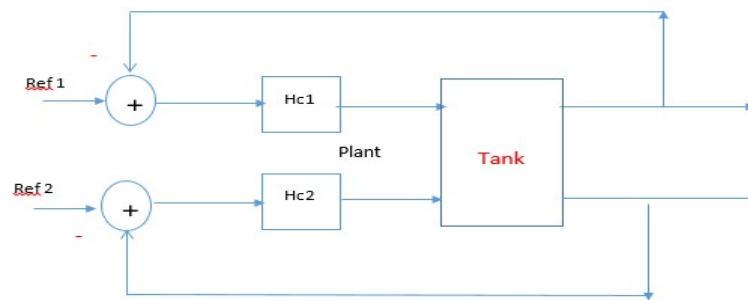 -
Ref 1
+
Hc1
Plant
Tank
Ref 2
+
Hc2
-